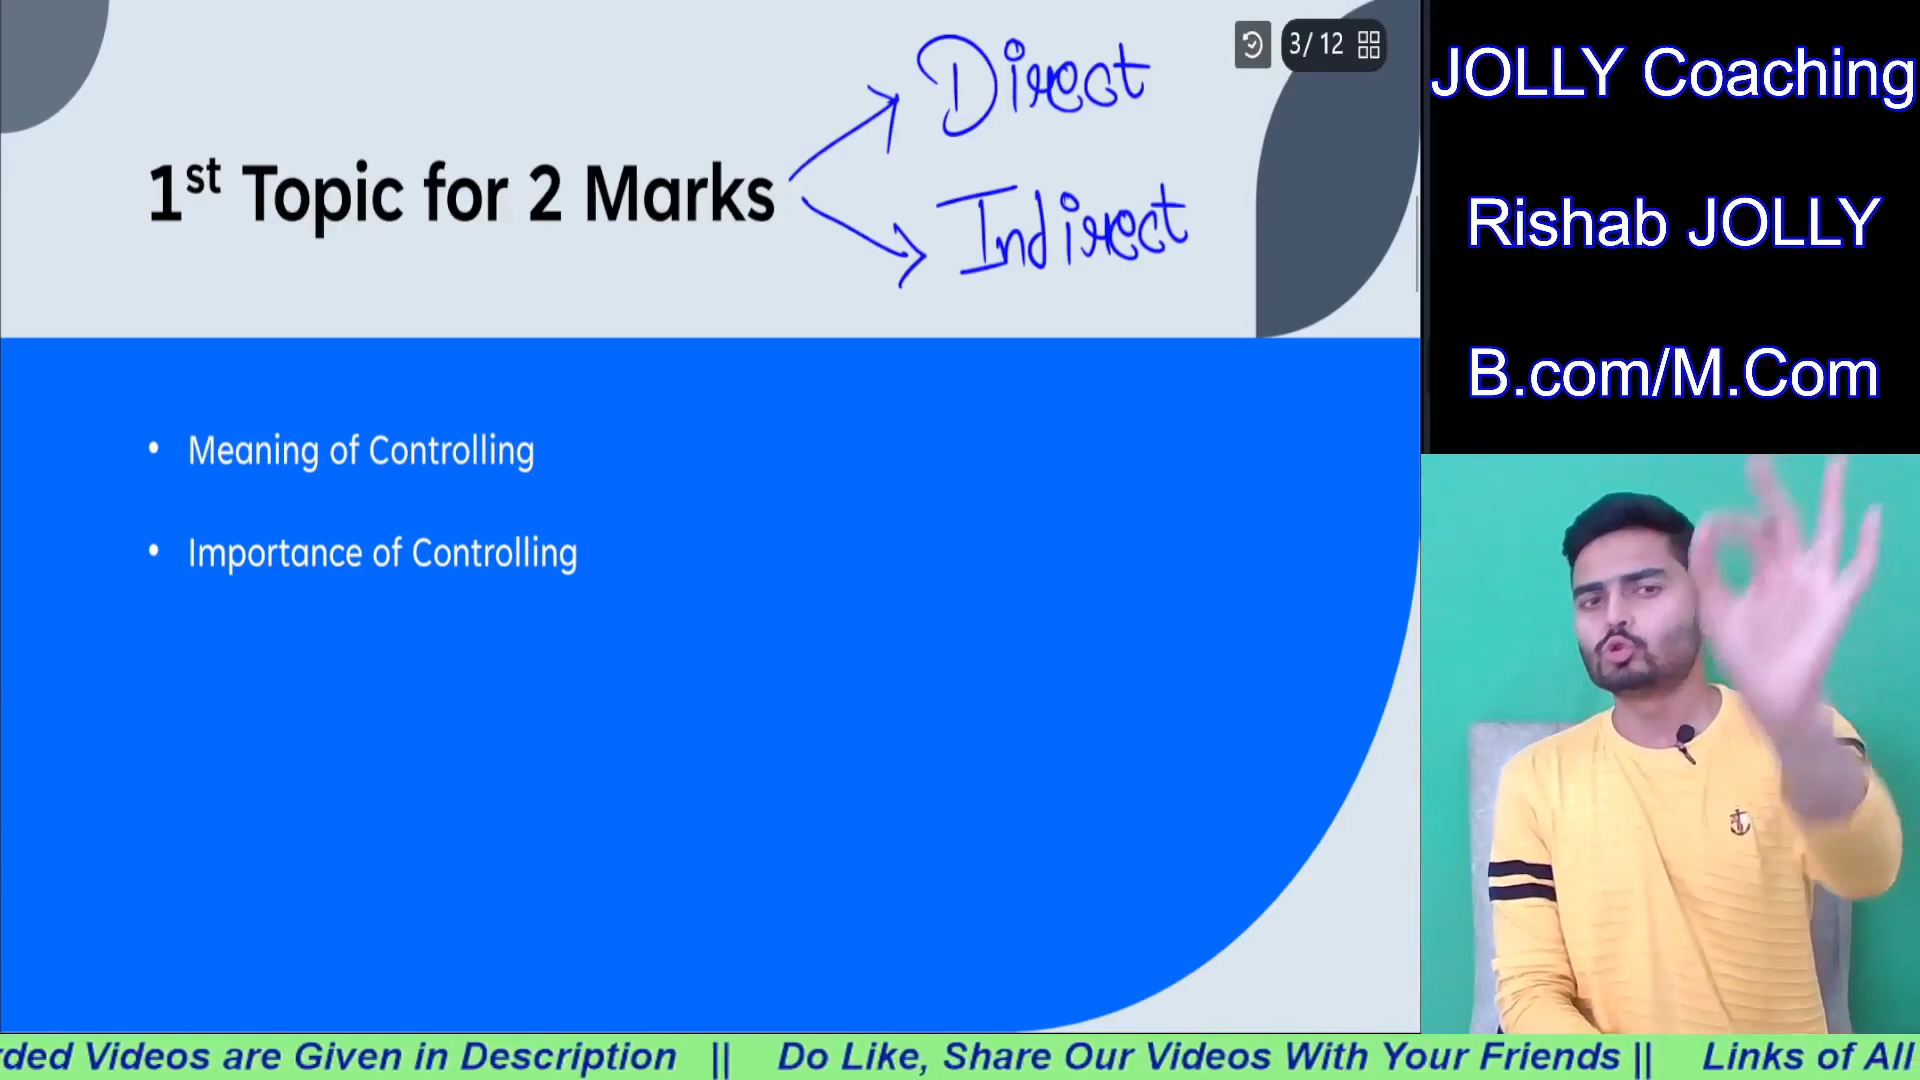 Direct
3/ 12
1st Topic for 2 Marks
Indirect
• Meaning of Controlling
• Importance of Controlling
JOLLY Coaching
Rishab JOLLY
B.com/M.Com
rded Videos are Given in Description || Do Like, Share Our Videos With Your Friends || Links of All